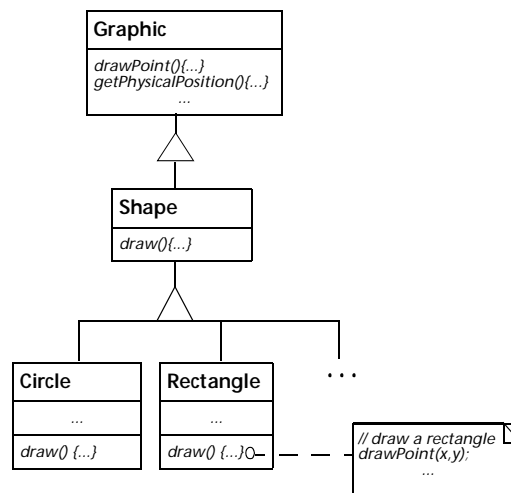 Graphic
drawPoint(){...}
getPhysicalPosition(){...}
...
Shape
draw(){...}
Circle
...
draw() {...}
Rectangle
...
draw() {...}
...
// draw a rectangle
drawPoint(x,y);
...